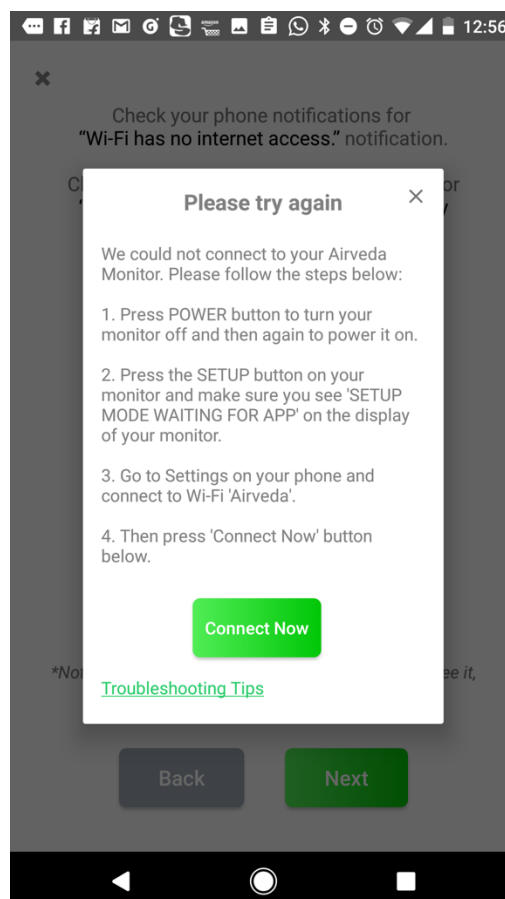 12:56
Check your phone notifications for
“Wi-Fi has no internet access.” notification.
Please try again
We could not connect to your Airveda
Monitor. Please follow the steps below:
1. Press POWER button to turn your
monitor off and then again to power it on.
2. Press the SETUP button on your
monitor and make sure you see 'SETUP
MODE WAITING FOR APP' on the display
of your monitor.
3. Go to Settings on your phone and
connect to Wi-Fi 'Airveda'.
4. Then press 'Connect Now' button
below.
Connect Now
ee it,
Troubleshooting Tips
Back
Next